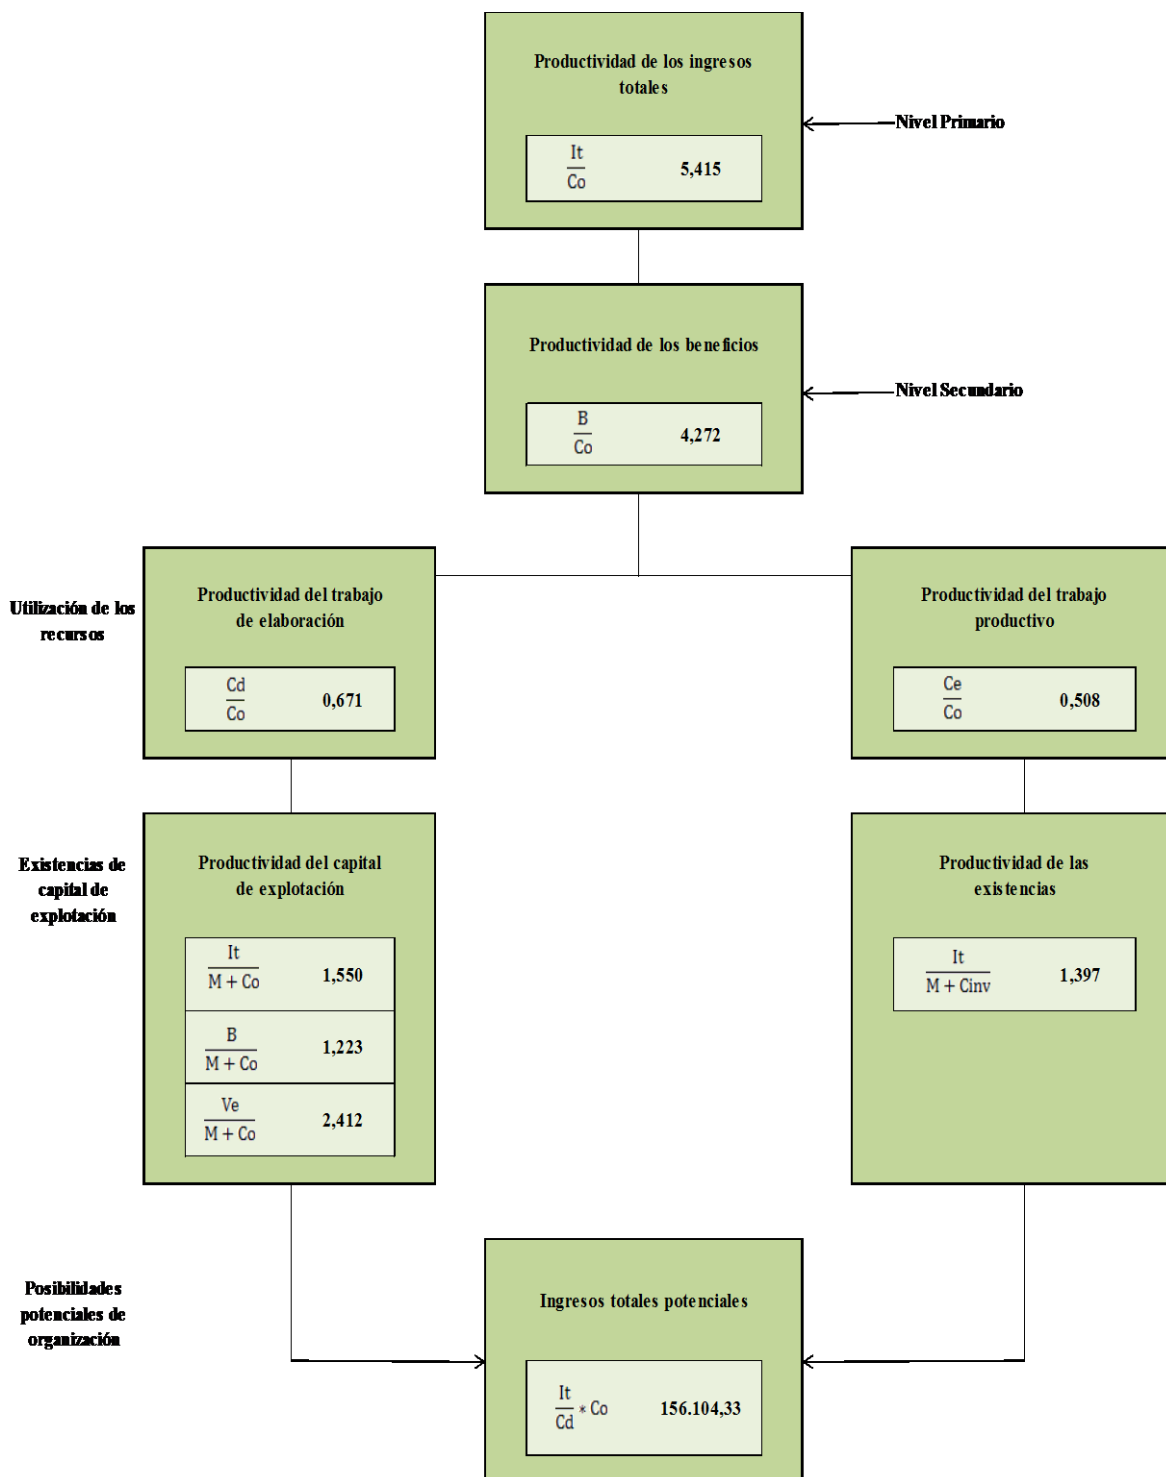 Productividad de los ingresos
totales
Nivel Primario
It
Co
5,415
Productividad de los beneficios
Nivel Secundario
B
Co
4,272
Utilización de los
recursos
Productividad del trabajo
de elaboración
Cd
Co
0,671
Productividad del trabajo
productivo
Ce
Co
0,508
Existencias de
capital de
explotación
Productividad del capital
de explotación
It
M + Co
1,550
B
M + Co
1,223
Ve
M + Co
2,412
Productividad de las
existencias
It
M + Cinv
1,397
Posibilidades
potenciales de
organización
Ingresos totales potenciales
It
Cd
* Co
156.104,33